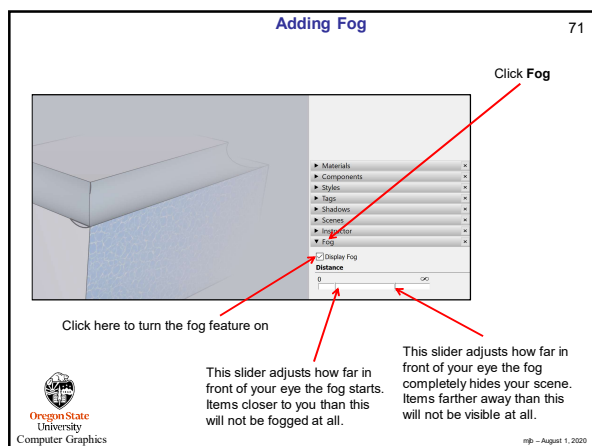 Adding Fog
71
Click Fog
Materials
Components
Styles
Tags
Shadows
Scenes
Instructor
Fog
Display Fog
Distance
0 ∞
Click here to turn the fog feature on
This slider adjusts how far in
front of your eye the fog starts.
Items closer to you than this
will not be fogged at all.
This slider adjusts how far in
front of your eye the fog
completely hides your scene.
Items farther away than this
will not be visible at all.
Oregon State
University
Computer Graphics
mjb – August 1, 2020